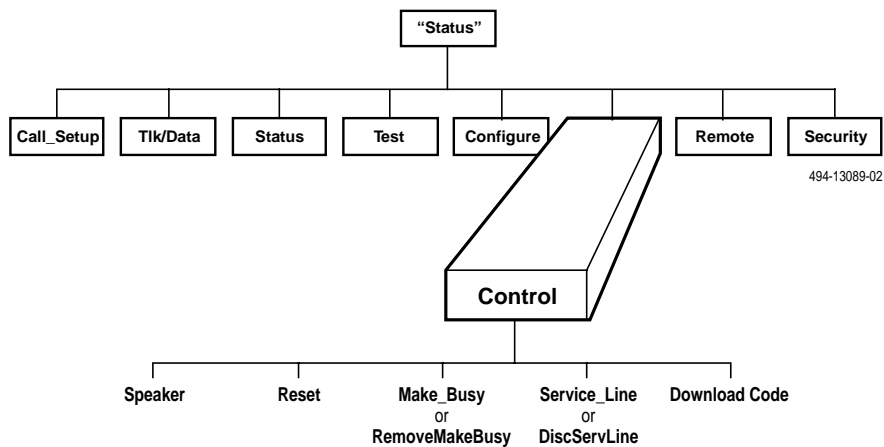 “Status”
Call_Setup Tlk/Data Status Test Configure Remote Security
494-13089-02
Control
Speaker Reset Make_Busy Service_Line Download Code
or or
RemoveMakeBusy DiscServLine